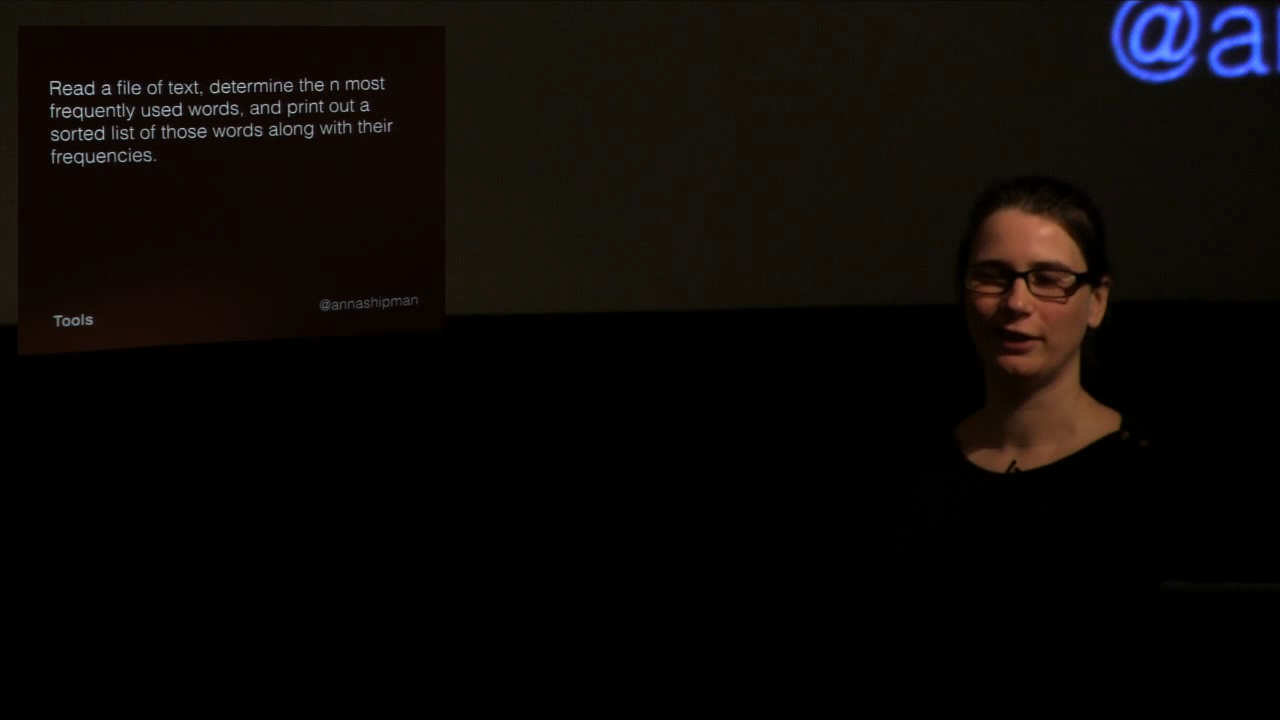 Read a file of text, determine the n most
frequently used words, and print out a
sorted list of those words along with their
frequencies.
Tools
@annashipman
@a